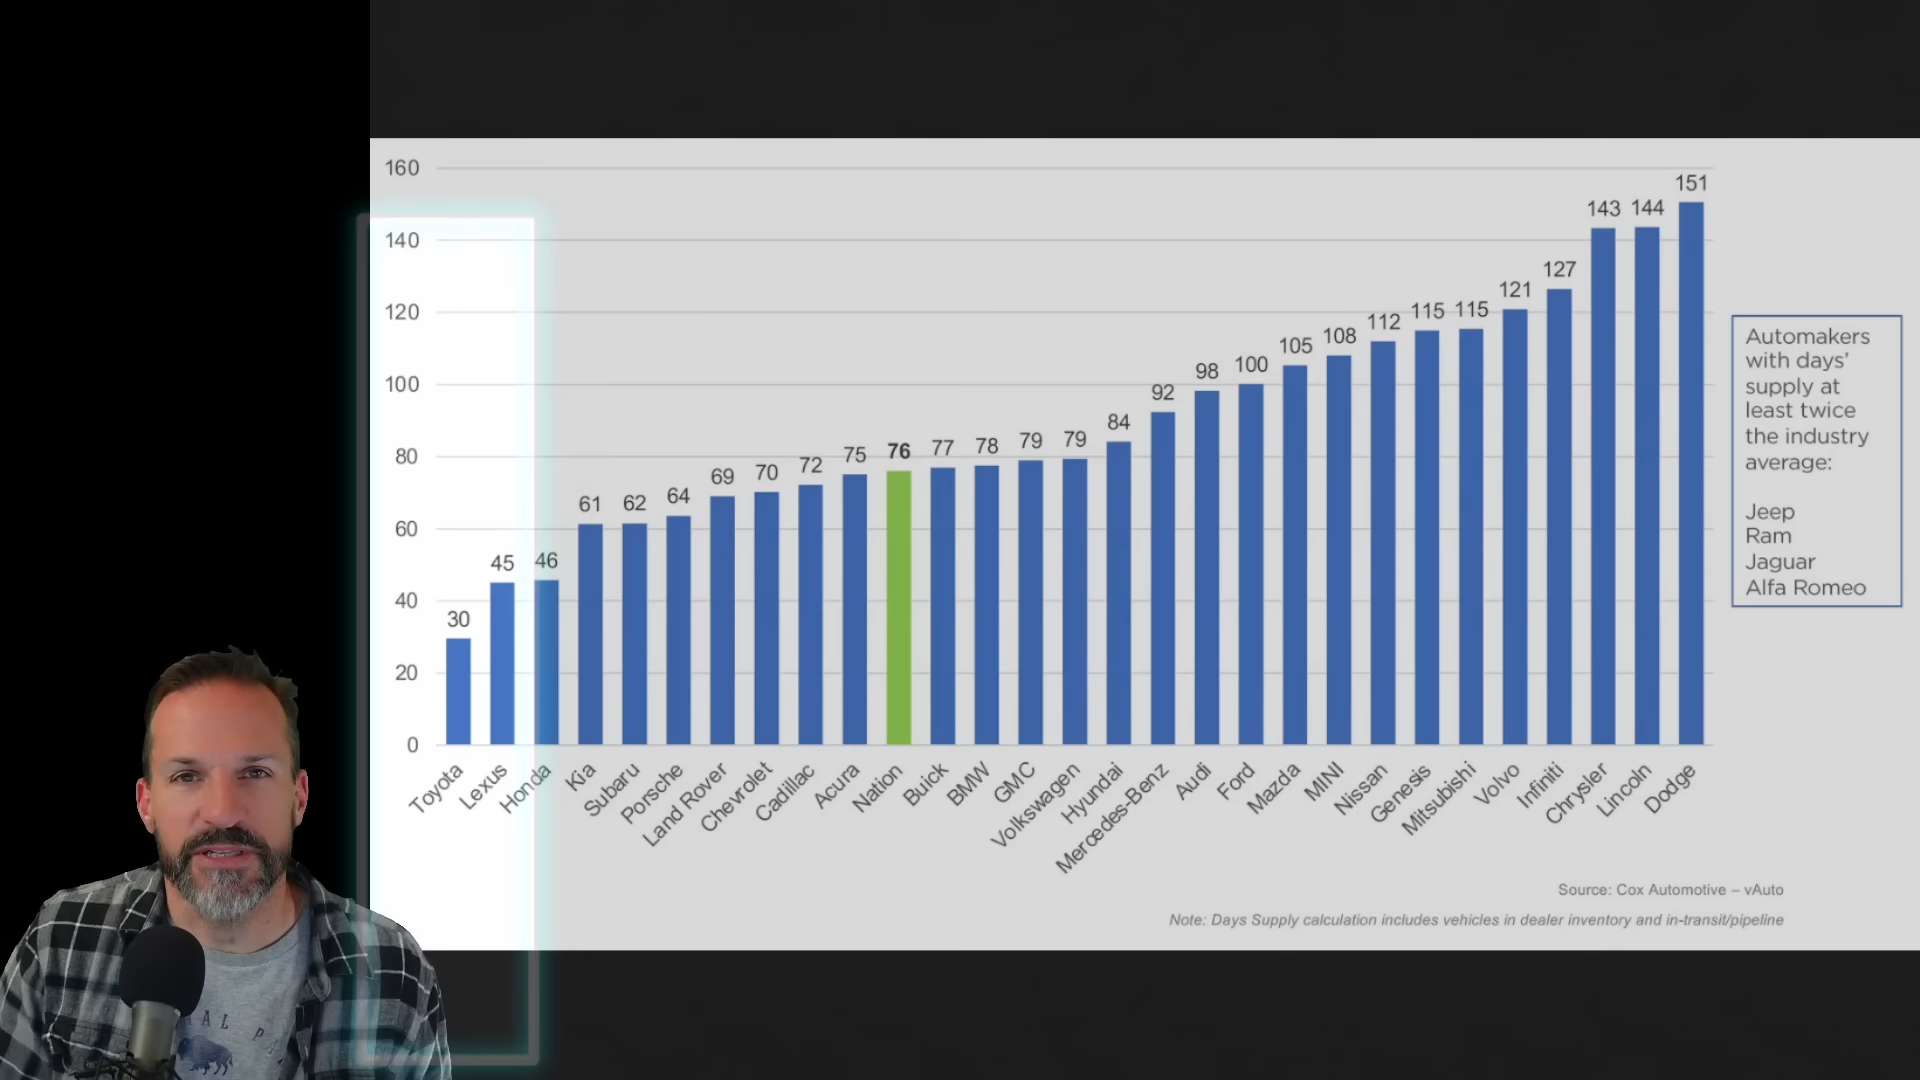 160
140
120
100
80
60
40
20
0
30
45
46
61
62
64
69
70
72
75
76
77
78
79
79
84
92
98
100
105
108
112
115
115
121
127
143
144
151
Toyota
Lexus
Honda
Kia
Subaru
Porsche
Land Rover
Chevrolet
Cadillac
Acura
Nation
Buick
BMW
GMC
Volkswagen
Hyundai
Mercedes-Benz
Audi
Ford
Mazda
MINI
Nissan
Genesis
Mitsubishi
Volvo
Infiniti
Chrysler
Lincoln
Dodge
Automakers
with days'
supply at
least twice
the industry
average:
Jeep
Ram
Jaguar
Alfa Romeo
Source: Cox Automotive – vAuto
Note: Days Supply calculation includes vehicles in dealer inventory and in-transit/pipeline